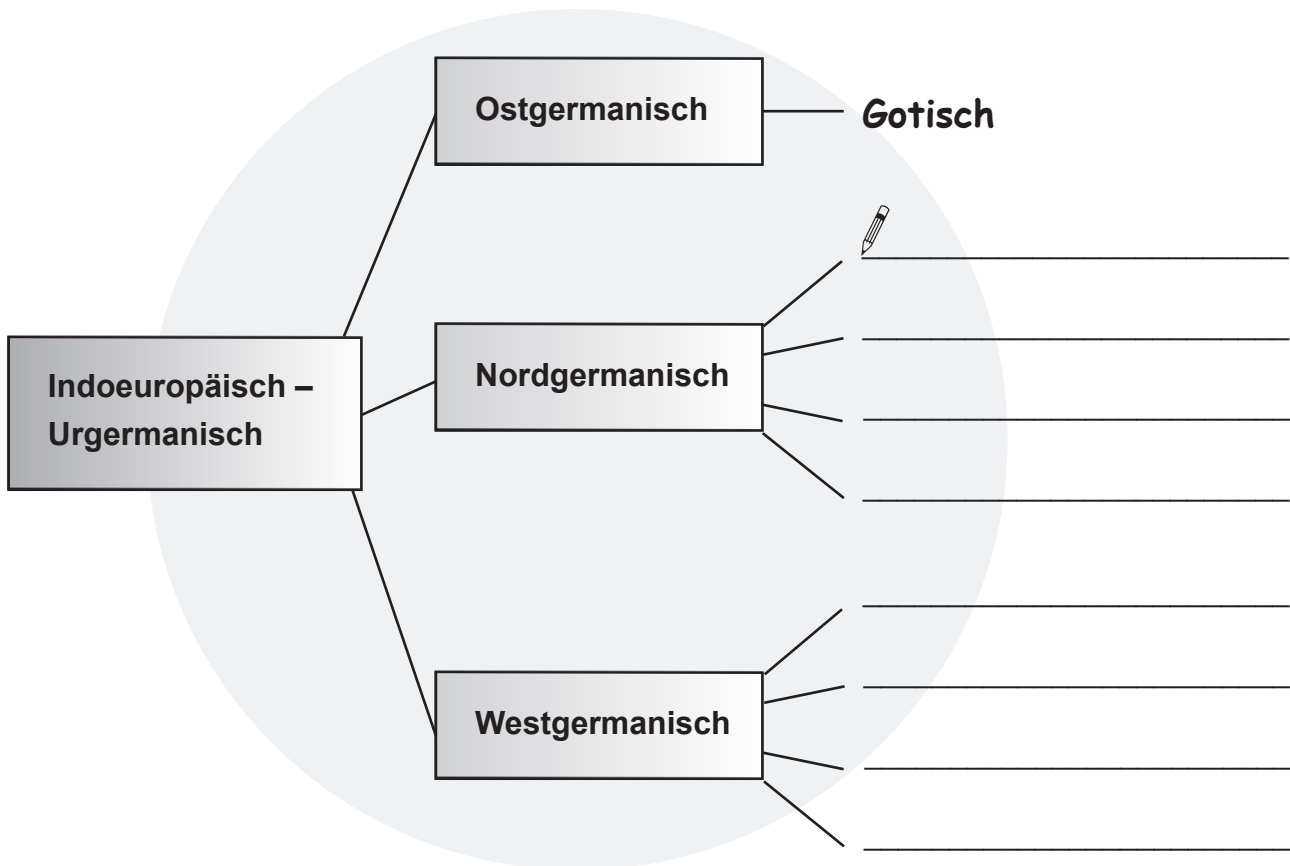 Ostgermanisch
Gotisch
Nordgermanisch
Indoeuropäisch –
Urgermanisch
Westgermanisch